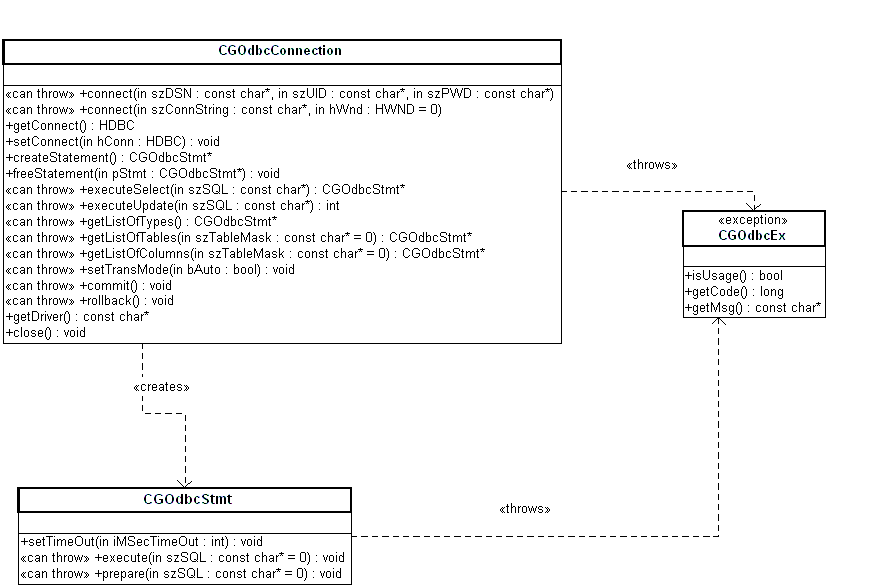 CGOdbcConnection
«can throw» +connect(in szDSN : const char*, in szUID : const char*, in szPWD : const char*)
«can throw» +connect(in szConnString : const char*, in hWnd : HWND = 0)
+getConnect() : HDBC
+setConnect(in hConn : HDBC) : void
+createStatement() : CGOdbcStmt*
+freeStatement(in pStmt : CGOdbcStmt*) : void
«can throw» +executeSelect(in szSQL : const char*) : CGOdbcStmt*
«can throw» +executeUpdate(in szSQL : const char*) : int
«can throw» +getListOfTypes() : CGOdbcStmt*
«can throw» +getListOfTables(in szTableMask : const char* = 0) : CGOdbcStmt*
«can throw» +getListOfColumns(in szTableMask : const char* = 0) : CGOdbcStmt*
«can throw» +setTransMode(in bAuto : bool) : void
«can throw» +commit() : void
«can throw» +rollback() : void
+getDriver() : const char*
+close() : void
«throws»
«exception»
CGOdbcEx
+isUsage() : bool
+getCode() : long
+getMsg() : const char*
«creates»
CGOdbcStmt
+setTimeOut(in iMSecTimeOut : int) : void
«can throw» +execute(in szSQL : const char* = 0) : void
«can throw» +prepare(in szSQL : const char* = 0) : void
«throws»